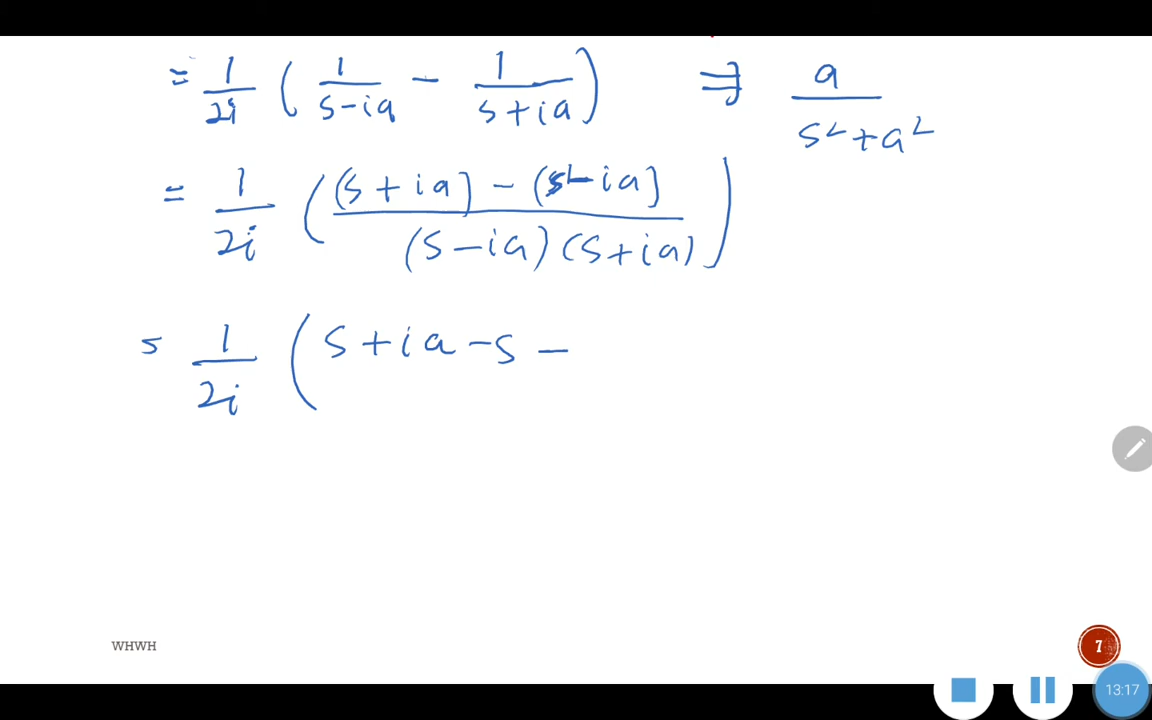 = 1/2i ( 1/(s-ia) - 1/(s+ia) ) ⇒ a/(s²+a²)
= 1/2i ( ((s+ia) - (s-ia))/((s-ia)(s+ia)) )
= 1/2i ( s+ia-s-
WHWH
7
13:17